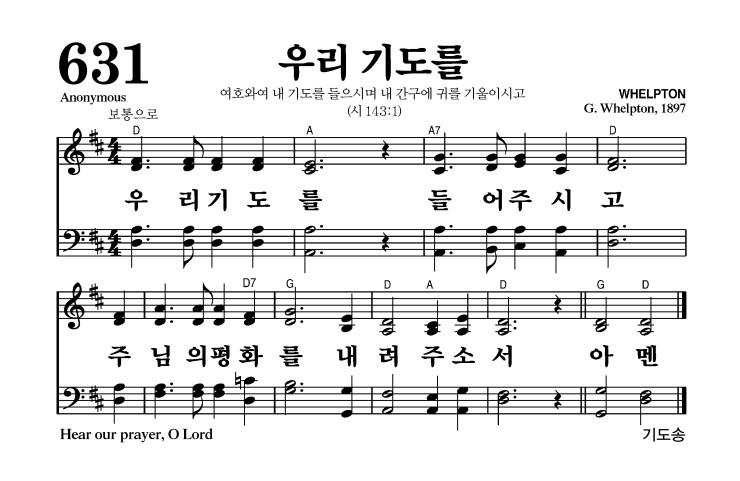 631
우리 기도를
여호와여 내 기도를 들으시며 내 간구에 귀를 기울이시고
(시 143:1)
Anonymous
WHELPTON
G. Whelpton, 1897
보통으로
D A A7 D
우 리 기 도 를 들 어 주 시 고
D7 G D A D G D
주 님 의 평 화 를 내 려 주 소 서 아 멘
Hear our prayer, O Lord
기도송